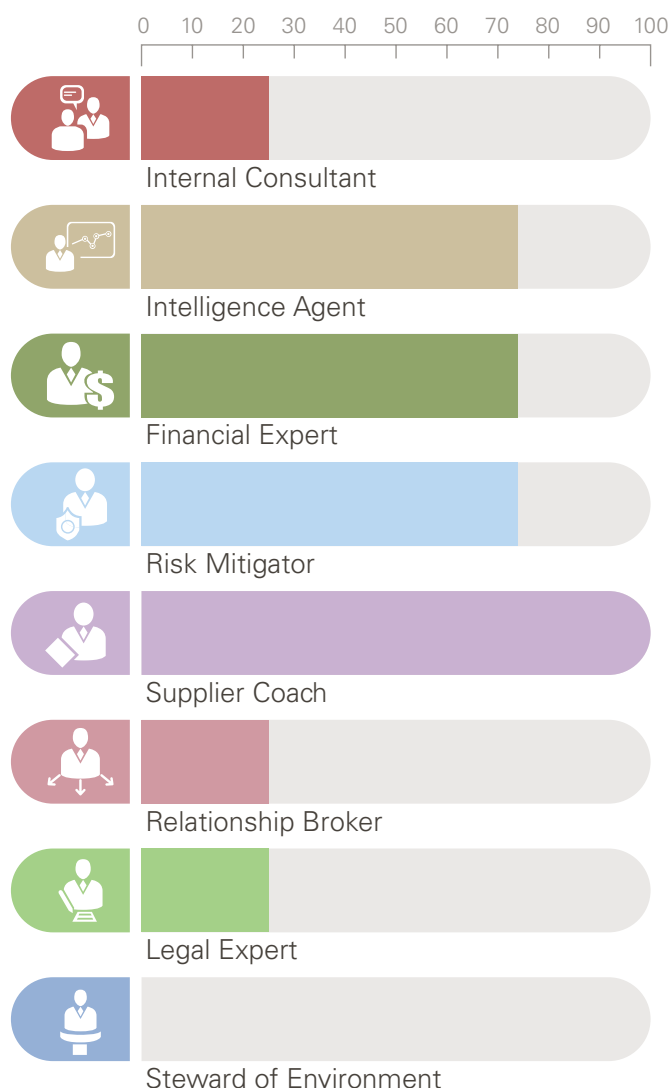 0 10 20 30 40 50 60 70 80 90 100
Internal Consultant
Intelligence Agent
Financial Expert
Risk Mitigator
Supplier Coach
Relationship Broker
Legal Expert
Steward of Environment